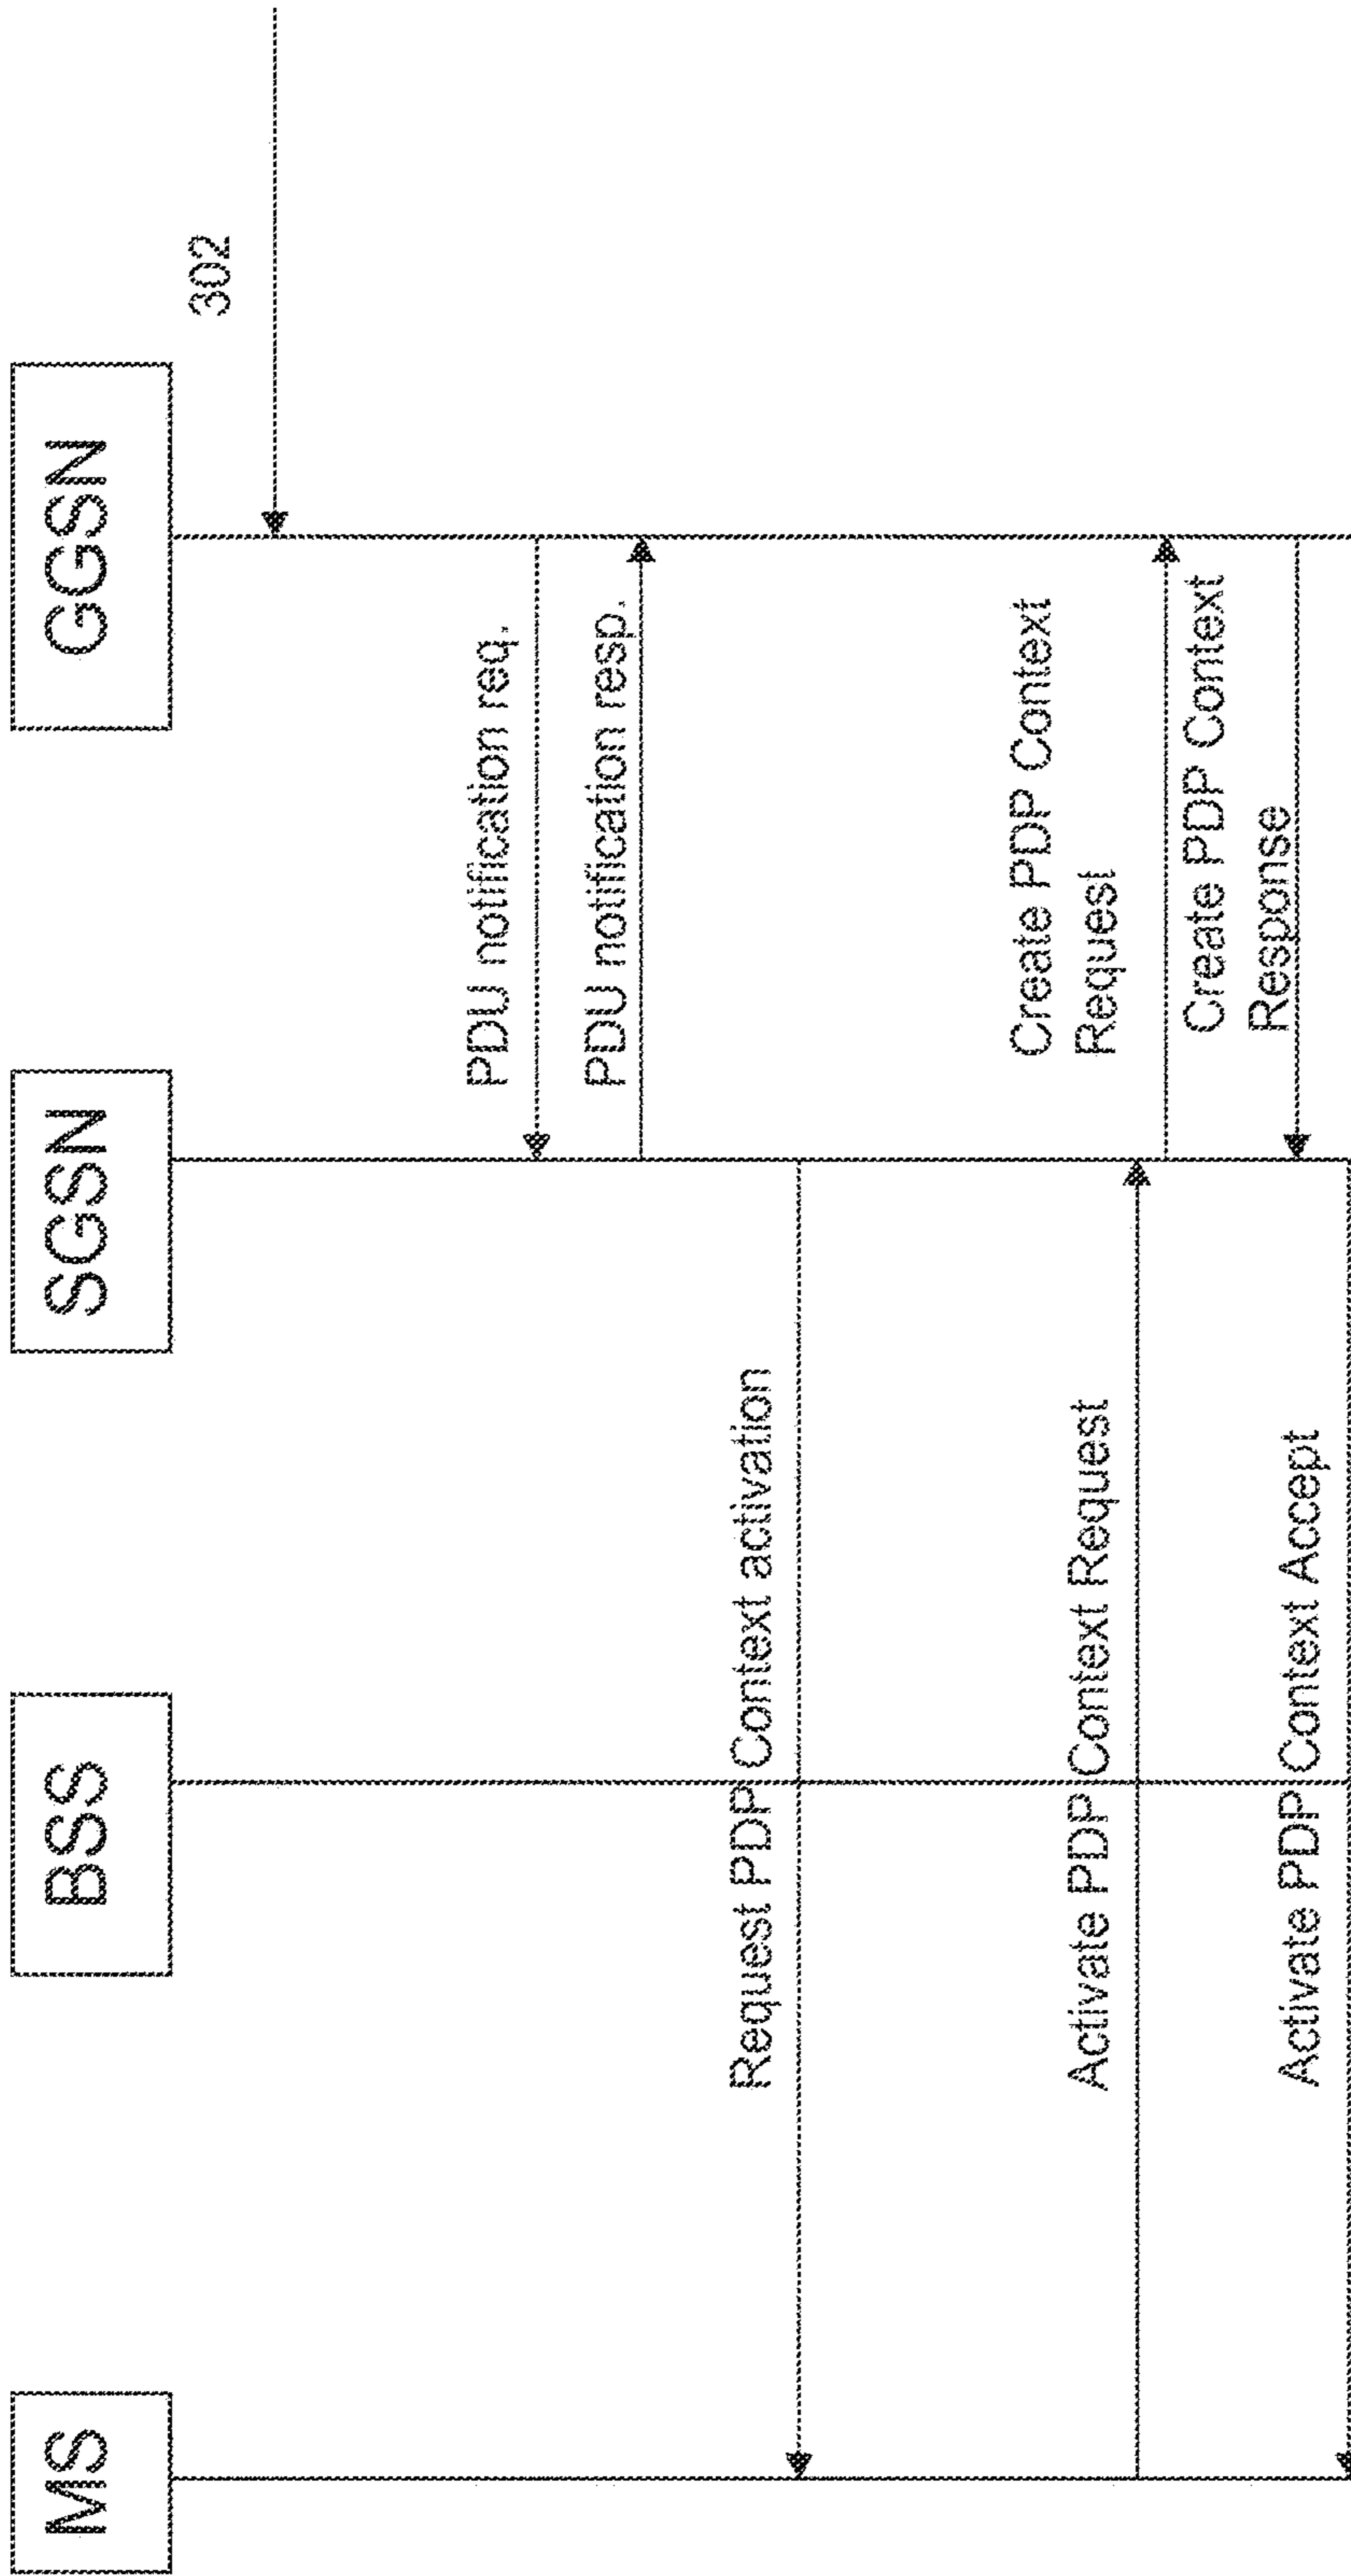 MS
BSS
SGSN
GGSN
302
PDU notification req.
PDU notification resp.
Request PDP Context activation
Create PDP Context
Request
Activate PDP Context Request
Create PDP Context
Response
Activate PDP Context Accept